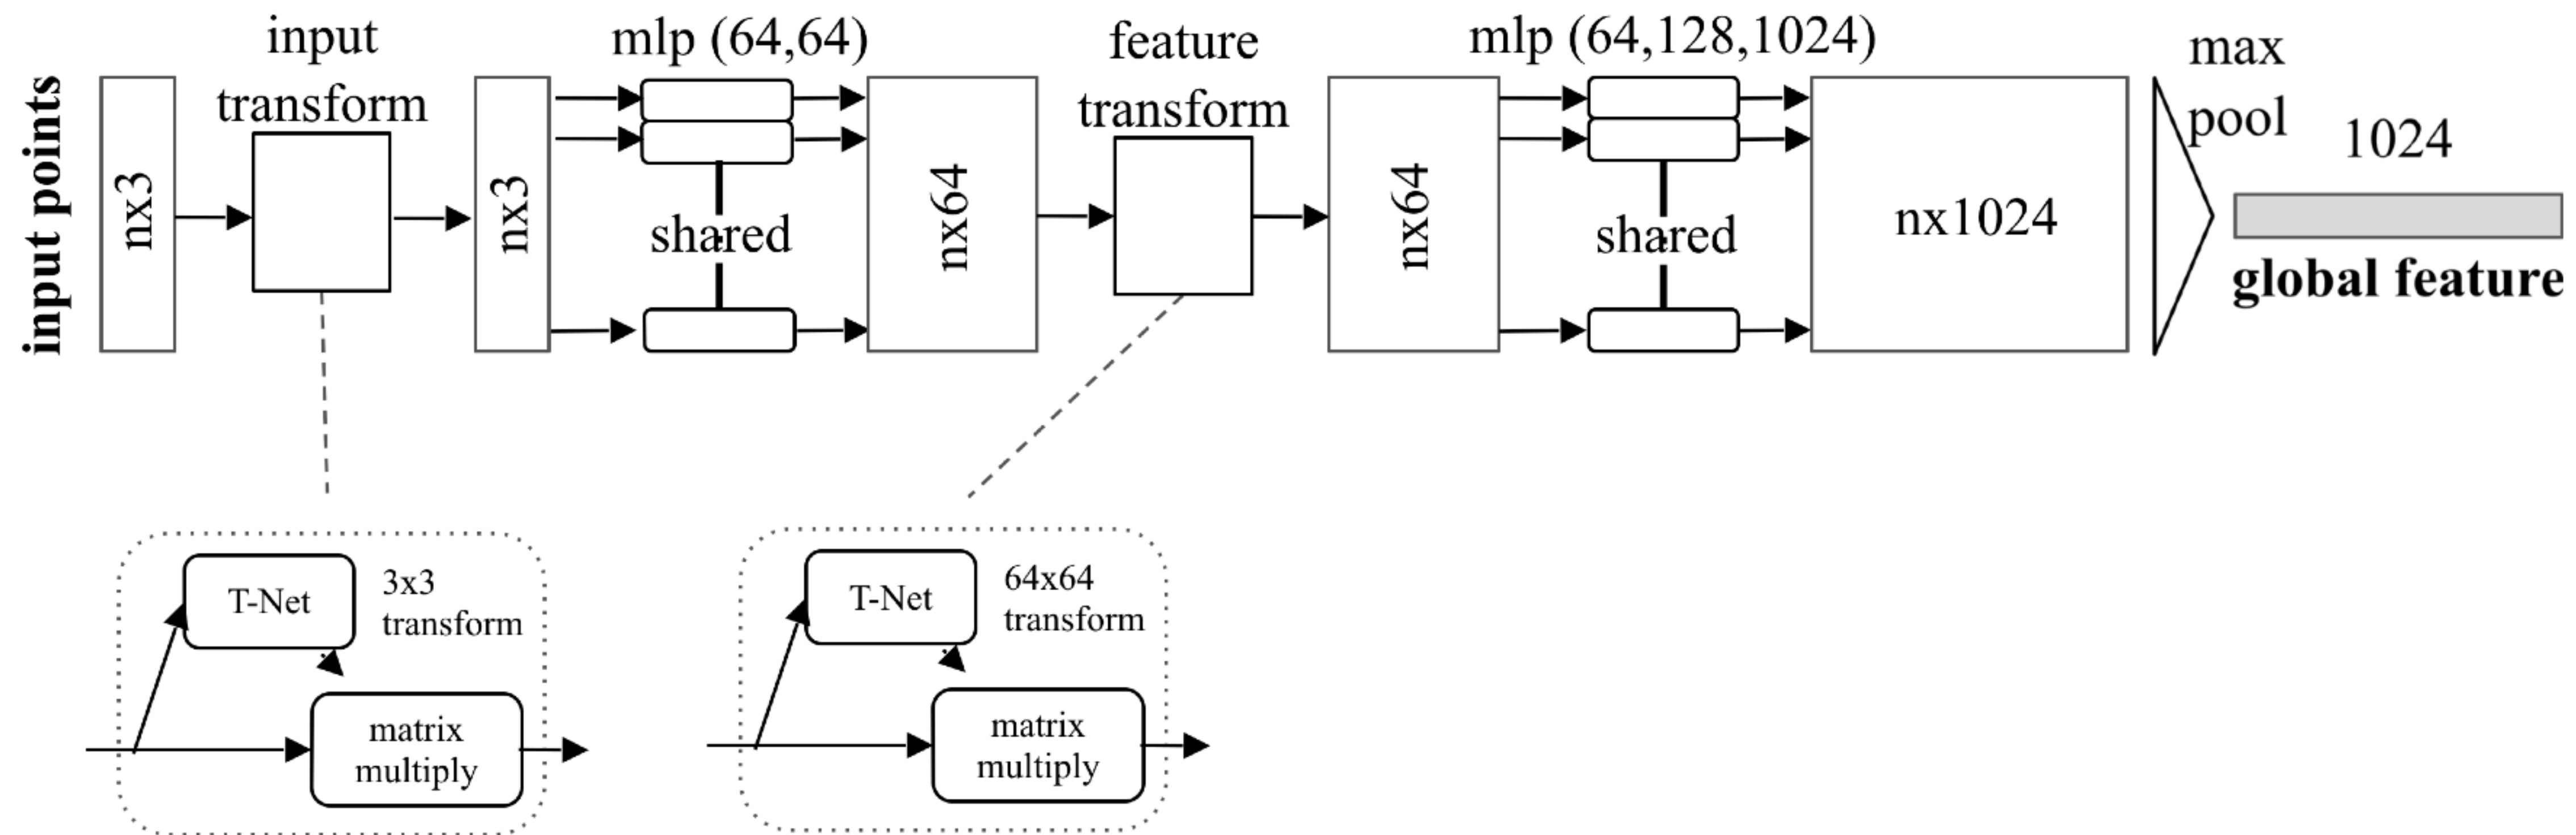 input points
nx3
input
transform
nx3
mlp (64,64)
shared
nx64
feature
transform
nx64
mlp (64,128,1024)
shared
nx1024
max
pool
1024
global feature
T-Net
3x3
transform
matrix
multiply
T-Net
64x64
transform
matrix
multiply